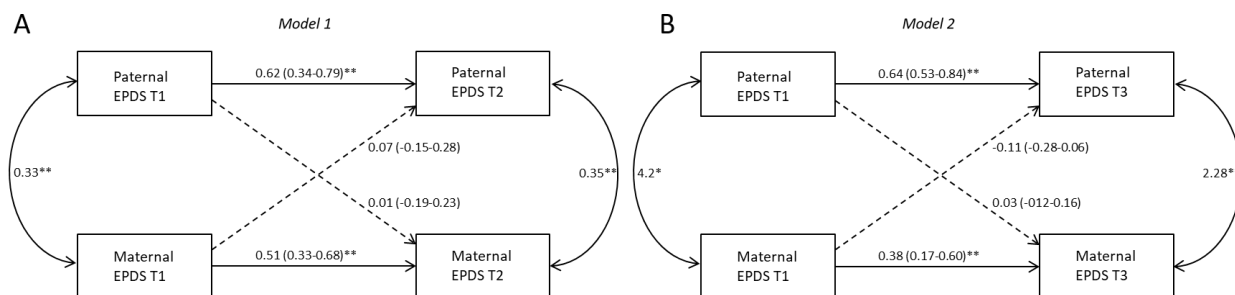 A
Model 1
Paternal
EPDS T1
0.62 (0.34-0.79)**
Paternal
EPDS T2
0.07 (-0.15-0.28)
0.33**
0.35**
0.01 (-0.19-0.23)
Maternal
EPDS T1
0.51 (0.33-0.68)**
Maternal
EPDS T2
B
Model 2
Paternal
EPDS T1
0.64 (0.53-0.84)**
Paternal
EPDS T3
-0.11 (-0.28-0.06)
4.2*
2.28*
0.03 (-012-0.16)
Maternal
EPDS T1
0.38 (0.17-0.60)**
Maternal
EPDS T3